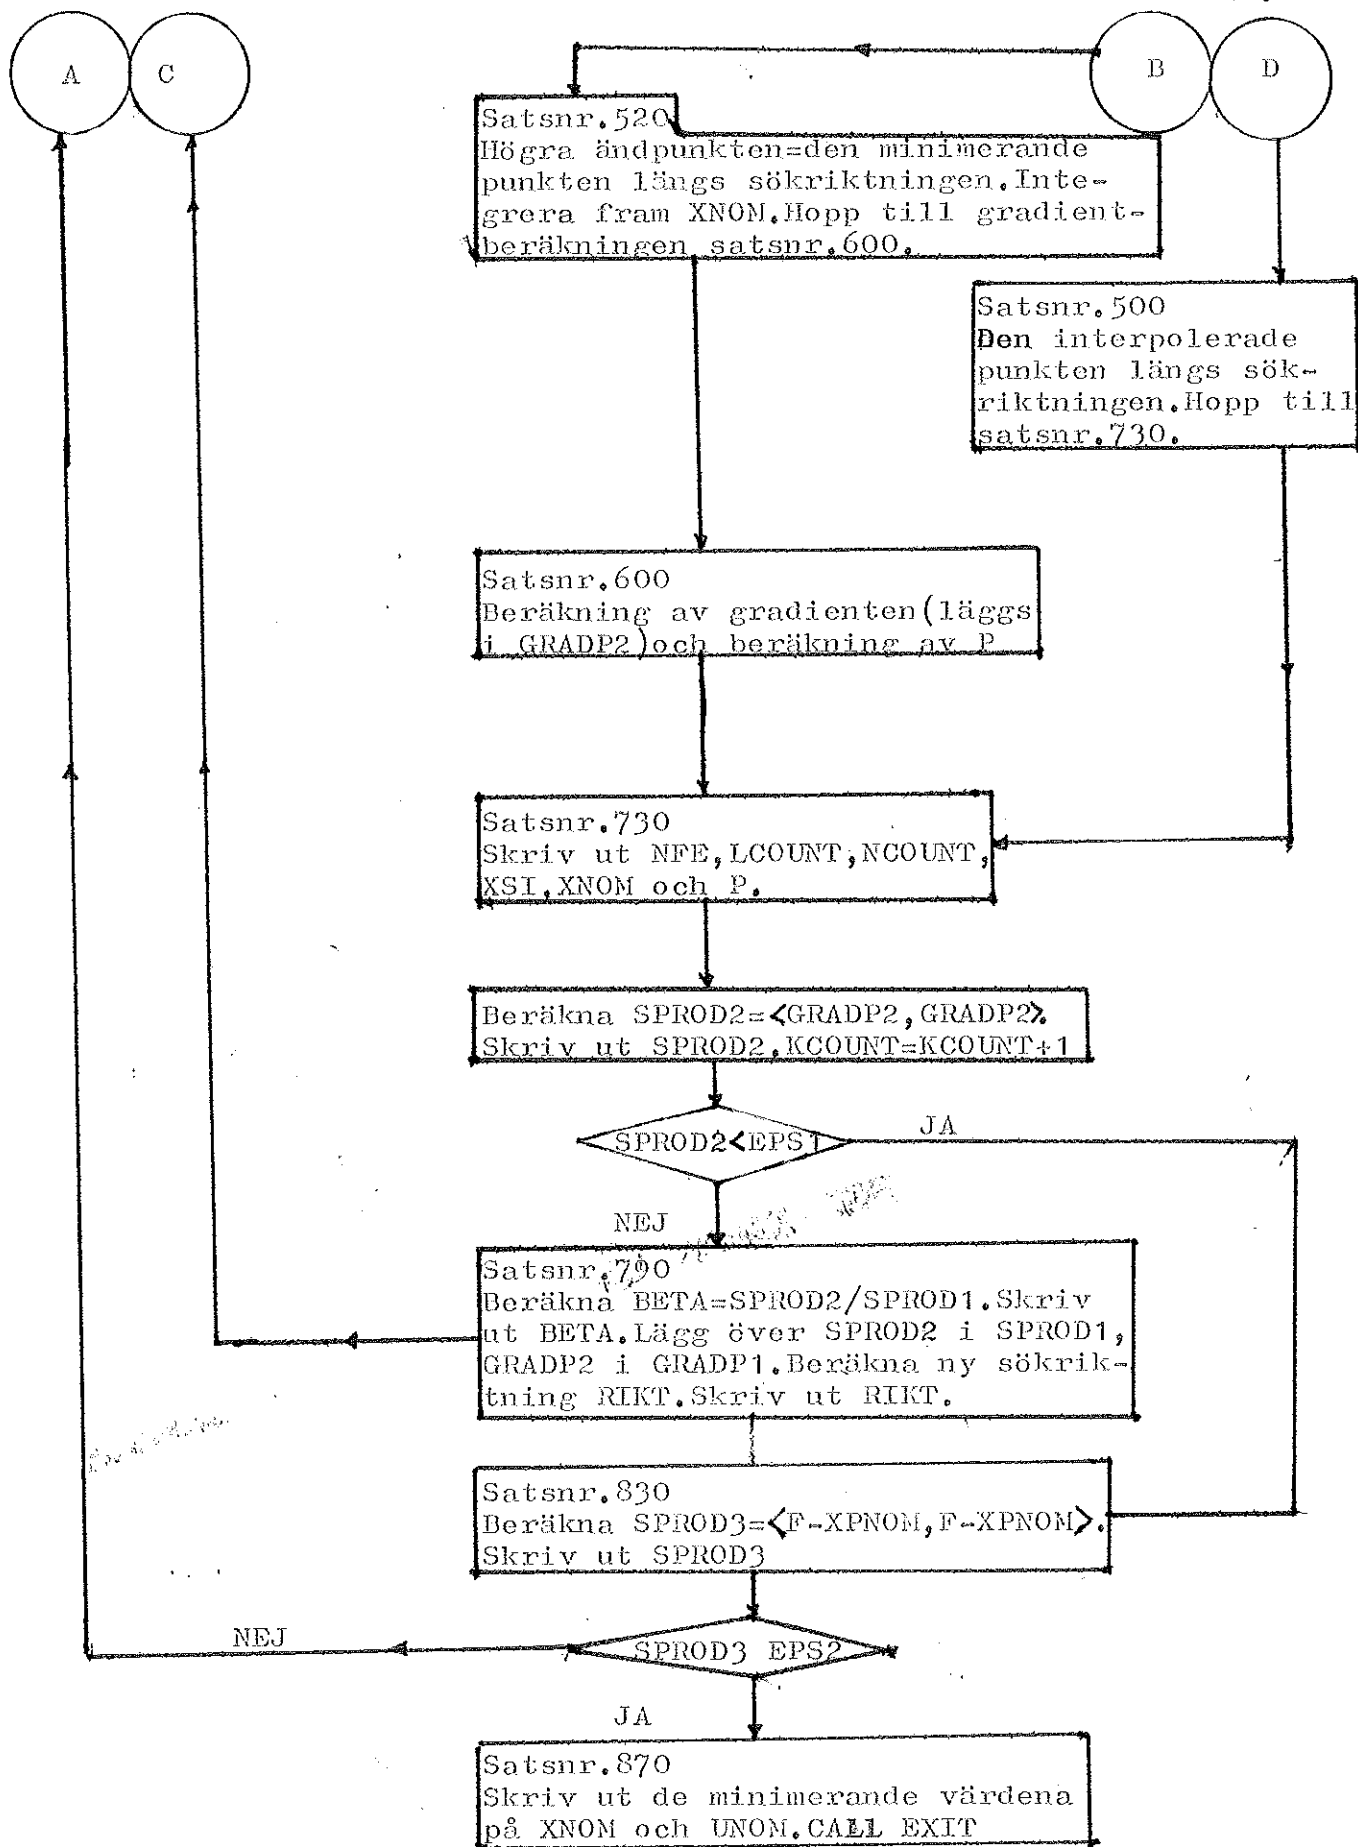 A C B D
Satsnr.520
Högra ändpunkten=den minimerande
punkten längs sökriktningen.Inte-
grera fram XNOM.Hopp till gradient-
beräkningen satsnr.600.
Satsnr.500
Den interpolerade
punkten längs sök-
riktningen.Hopp till
satsnr.730.
Satsnr.600
Beräkning av gradienten(läggs
i GRADP2)och beräkning av P
Satsnr.730
Skriv ut NFE,LCOUNT,NCOUNT,
XSI,XNOM och P.
Beräkna SPROD2=<GRADP2,GRADP2>.
Skriv ut SPROD2.KCOUNT=KCOUNT+1
SPROD2<EPS1
JA
NEJ
Satsnr.790
Beräkna BETA=SPROD2/SPROD1.Skriv
ut BETA.Lägg över SPROD2 i SPROD1,
GRADP2 i GRADP1.Beräkna ny sökrik-
tning RIKT.Skriv ut RIKT.
Satsnr.830
Beräkna SPROD3=<F-XPNOM,F-XPNOM>.
Skriv ut SPROD3
NEJ
SPROD3 EPS2
JA
Satsnr.870
Skriv ut de minimerande värdena
på XNOM och UNOM.CALL EXIT